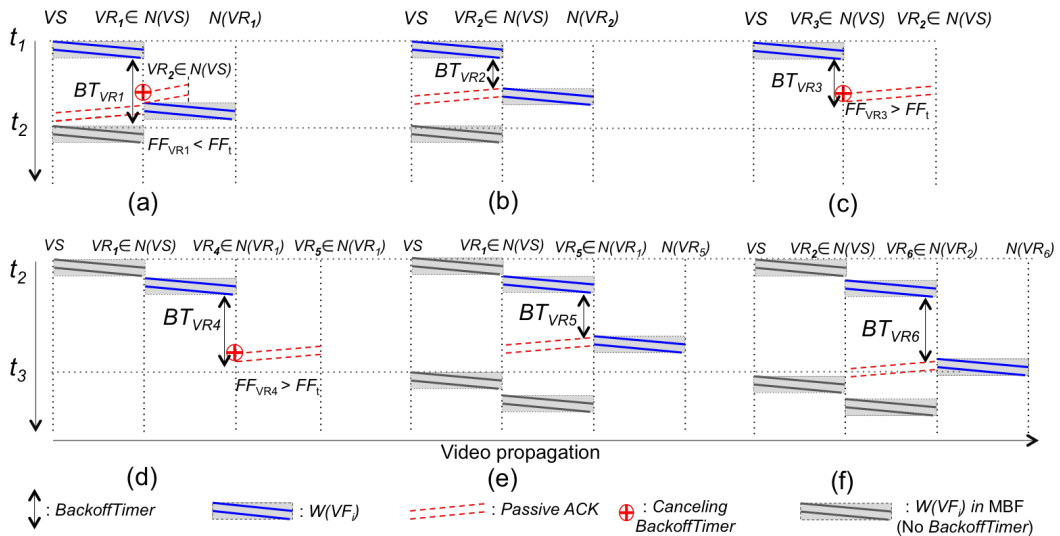 VS VR1 ∈ N(VS) N(VR1)
VS VR2 ∈ N(VS) N(VR2)
VS VR3 ∈ N(VS) VR2 ∈ N(VS)
t1
BTVR1
VR2 ∈ N(VS)
BTVR2
BTVR3
FFVR3 > FFt
t2
FFVR1 < FFt
(a)
(b)
(c)
VS VR1 ∈ N(VS) VR4 ∈ N(VR1) VR5 ∈ N(VR1)
VS VR1 ∈ N(VS) VR5 ∈ N(VR1) N(VR5)
VS VR2 ∈ N(VS) VR6 ∈ N(VR2) N(VR6)
t2
BTVR4
BTVR5
BTVR6
t3
FFVR4 > FFt
Video propagation
(d)
(e)
(f)
: BackoffTimer
: W(VFi)
: Passive ACK
: Canceling
BackoffTimer
: W(VFi) in MBF
(No BackoffTimer)